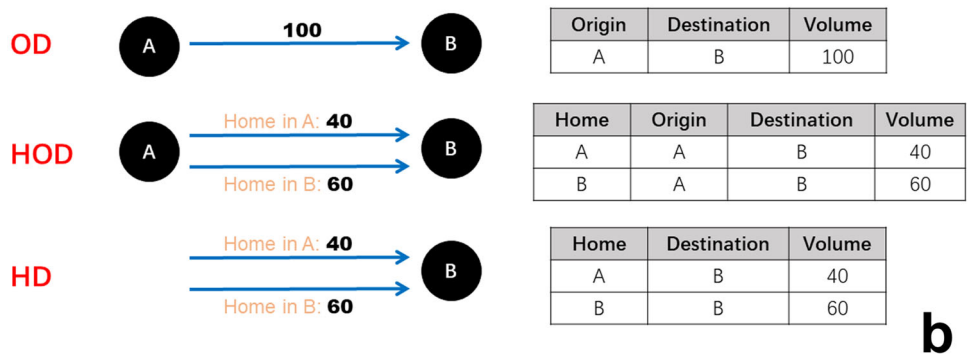 OD
A
100
B
Origin Destination Volume
A B 100
HOD
A
Home in A: 40
Home in B: 60
B
Home Origin Destination Volume
A A B 40
B A B 60
HD
Home in A: 40
Home in B: 60
B
Home Destination Volume
A B 40
B B 60
b